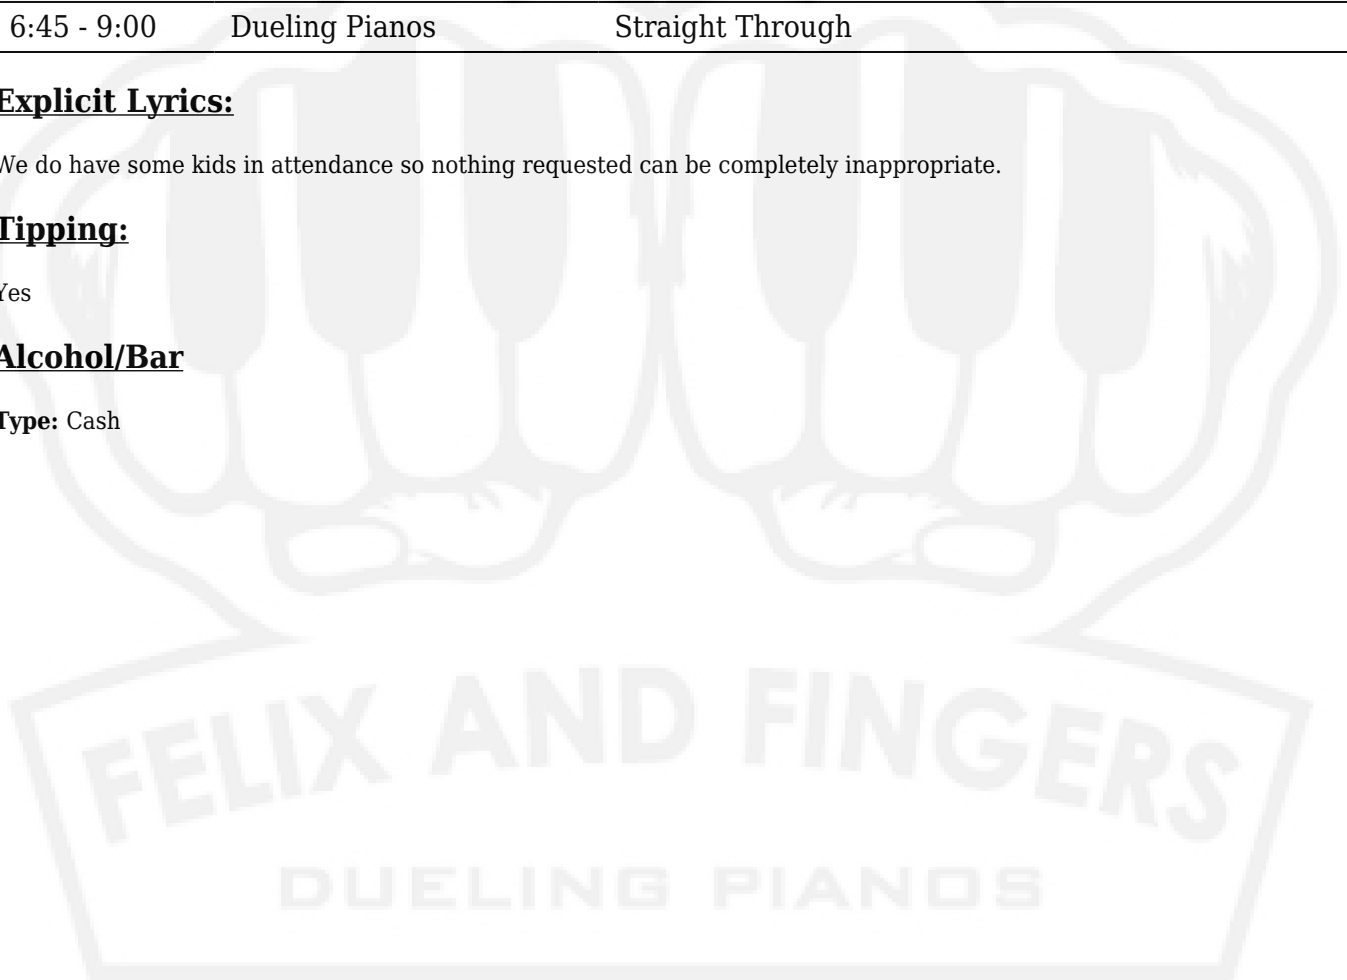 6:45 - 9:00 Dueling Pianos Straight Through
Explicit Lyrics:
We do have some kids in attendance so nothing requested can be completely inappropriate.
Tipping:
Yes
Alcohol/Bar
Type: Cash
FELIX AND FINGERS
DUELING PIANOS